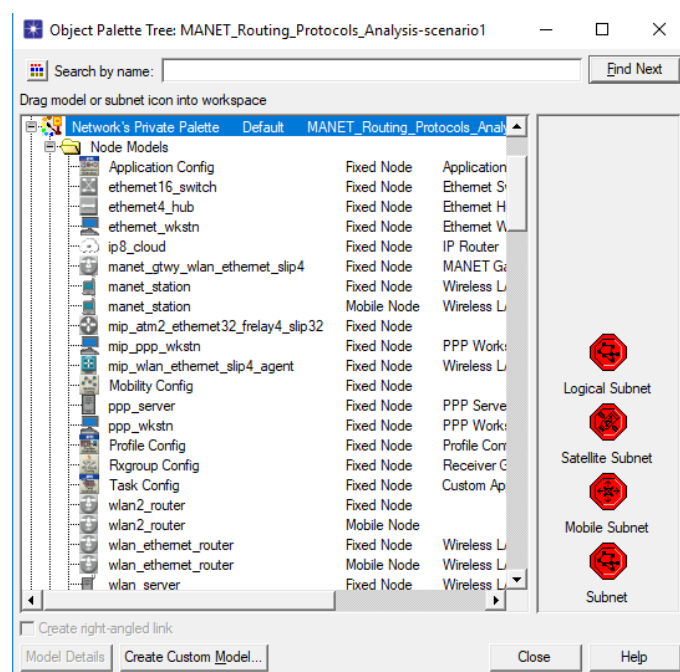 Object Palette Tree: MANET_Routing_Protocols_Analysis-scenario1
Search by name:
Find Next
Drag model or subnet icon into workspace
Network's Private Palette Default MANET_Routing_Protocols_Analy
Node Models
Application Config Fixed Node Application
ethernet16_switch Fixed Node Ethernet S
ethernet4_hub Fixed Node Ethernet H
ethernet_wkstn Fixed Node Ethernet W
ip8_cloud Fixed Node IP Router
manet_gtwy_wlan_ethernet_slip4 Fixed Node MANET Ga
manet_station Fixed Node Wireless L
manet_station Mobile Node Wireless L
mip_atm2_ethernet32_frelay4_slip32 Fixed Node
mip_ppp_wkstn Fixed Node PPP Works
mip_wlan_ethernet_slip4_agent Fixed Node Wireless L
Mobility Config Fixed Node
ppp_server Fixed Node PPP Serve
ppp_wkstn Fixed Node PPP Works
Profile Config Fixed Node Profile Con
Rxgroup Config Fixed Node Receiver G
Task Config Fixed Node Custom Ap
wlan2_router Fixed Node
wlan2_router Mobile Node
wlan_ethernet_router Fixed Node Wireless L
wlan_ethernet_router Mobile Node Wireless L
wlan_server Fixed Node Wireless L
Logical Subnet
Satellite Subnet
Mobile Subnet
Subnet
Create right-angled link
Model Details Create Custom Model... Close Help